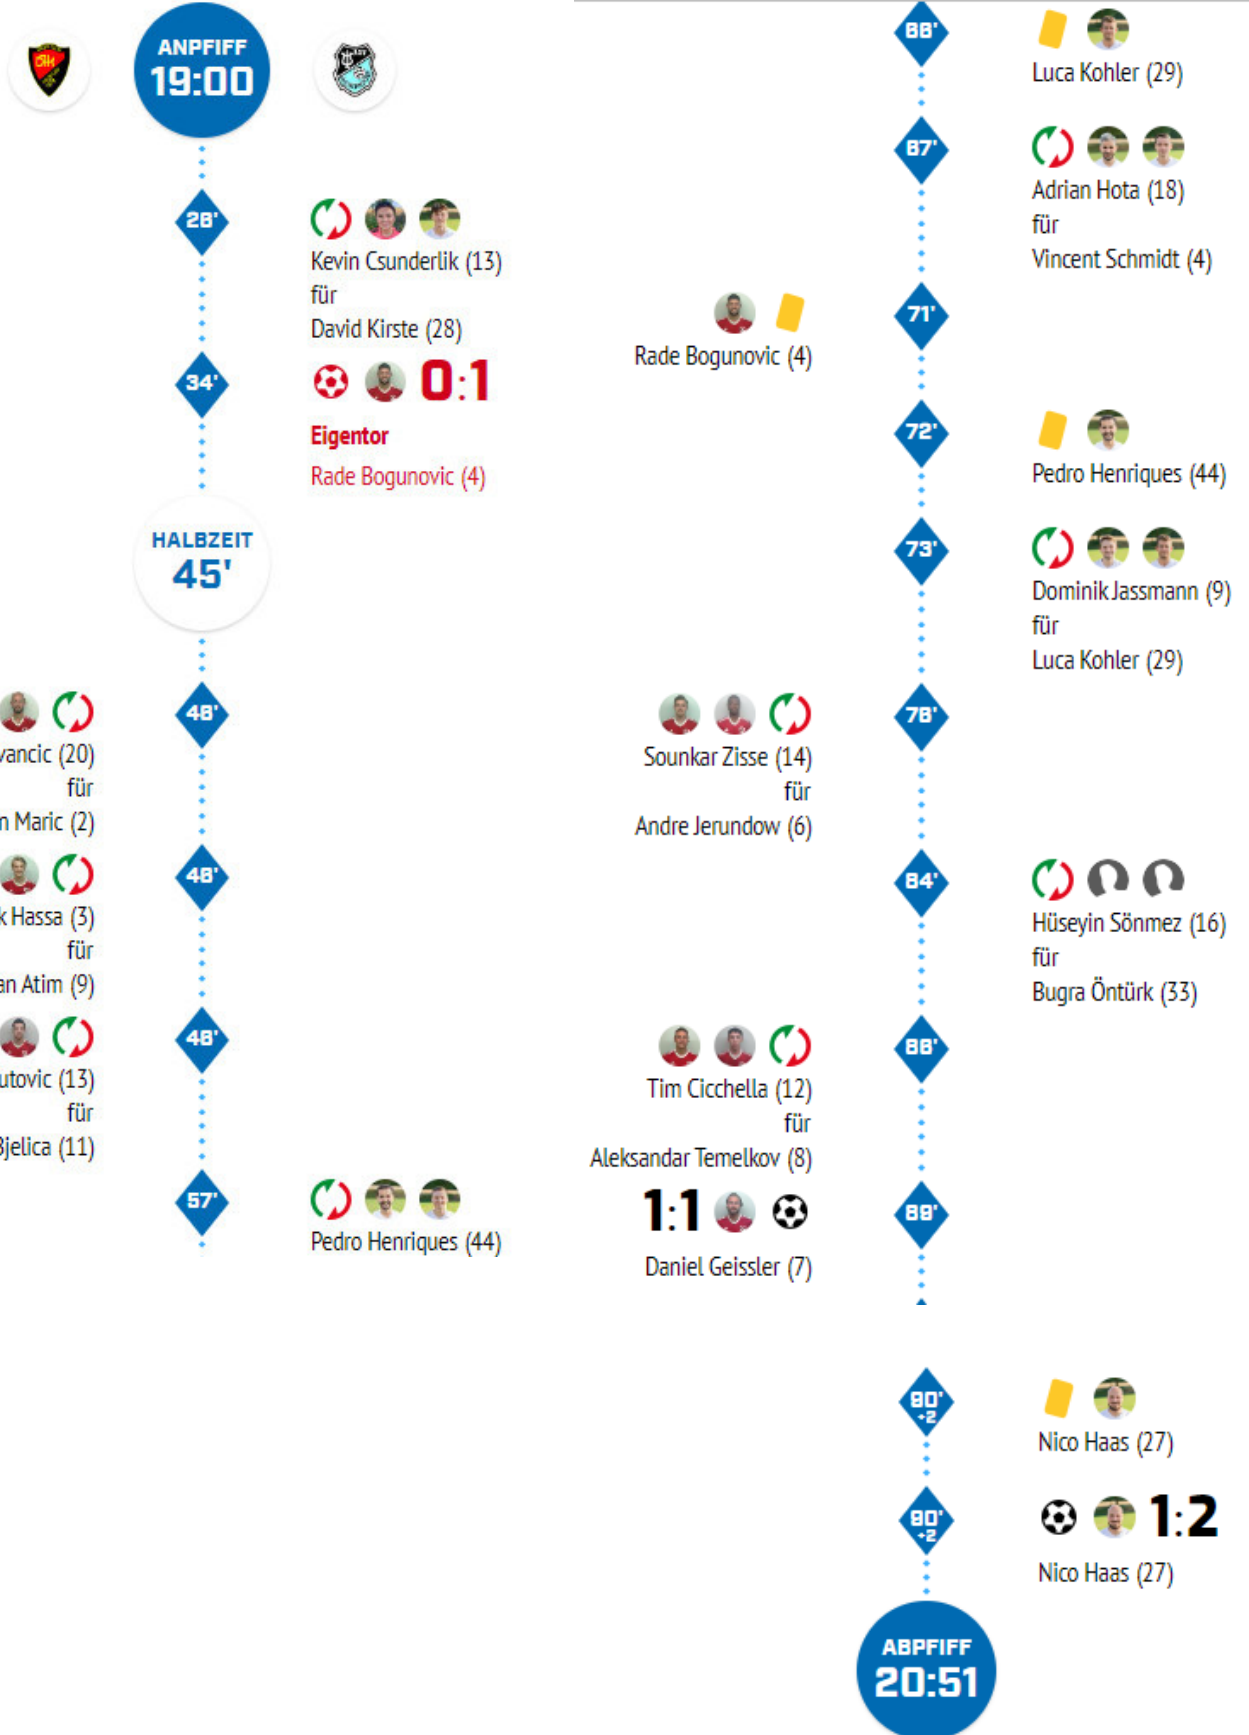 ANPFIFF
19:00
28'
Kevin Csunderlik (13)
für
David Kirste (28)
34'
0:1
Eigentor
Rade Bogunovic (4)
HALBZEIT
45'
46'
vancic (20)
für
n Maric (2)
46'
k Hassa (3)
für
an Atim (9)
46'
utovic (13)
für
Bjelica (11)
57'
Pedro Henriques (44)
66'
Luca Kohler (29)
67'
Adrian Hota (18)
für
Vincent Schmidt (4)
71'
Rade Bogunovic (4)
72'
Pedro Henriques (44)
73'
Dominik Jassmann (9)
für
Luca Kohler (29)
76'
Sounkar Zisse (14)
für
Andre Jerundow (6)
84'
Hüseyin Sönmez (16)
für
Bugra Öntürk (33)
86'
Tim Cicchella (12)
für
Aleksandar Temelkov (8)
1:1
89'
Daniel Geissler (7)
90'
+2
Nico Haas (27)
90'
+2
1:2
Nico Haas (27)
ABPFIFF
20:51